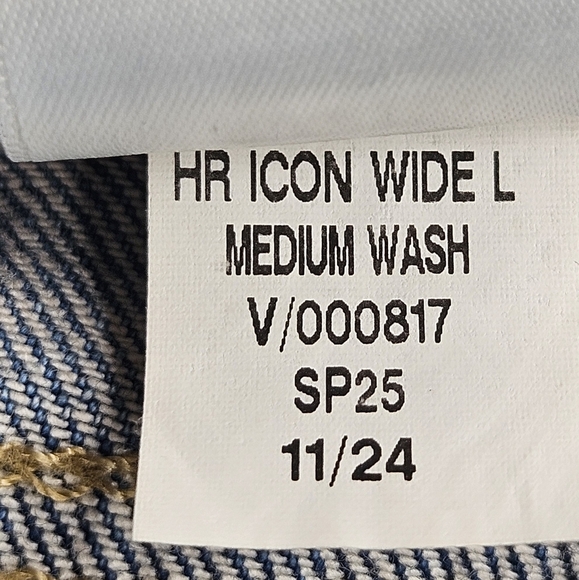 HR ICON WIDE L
MEDIUM WASH
V/000817
SP25
11/24